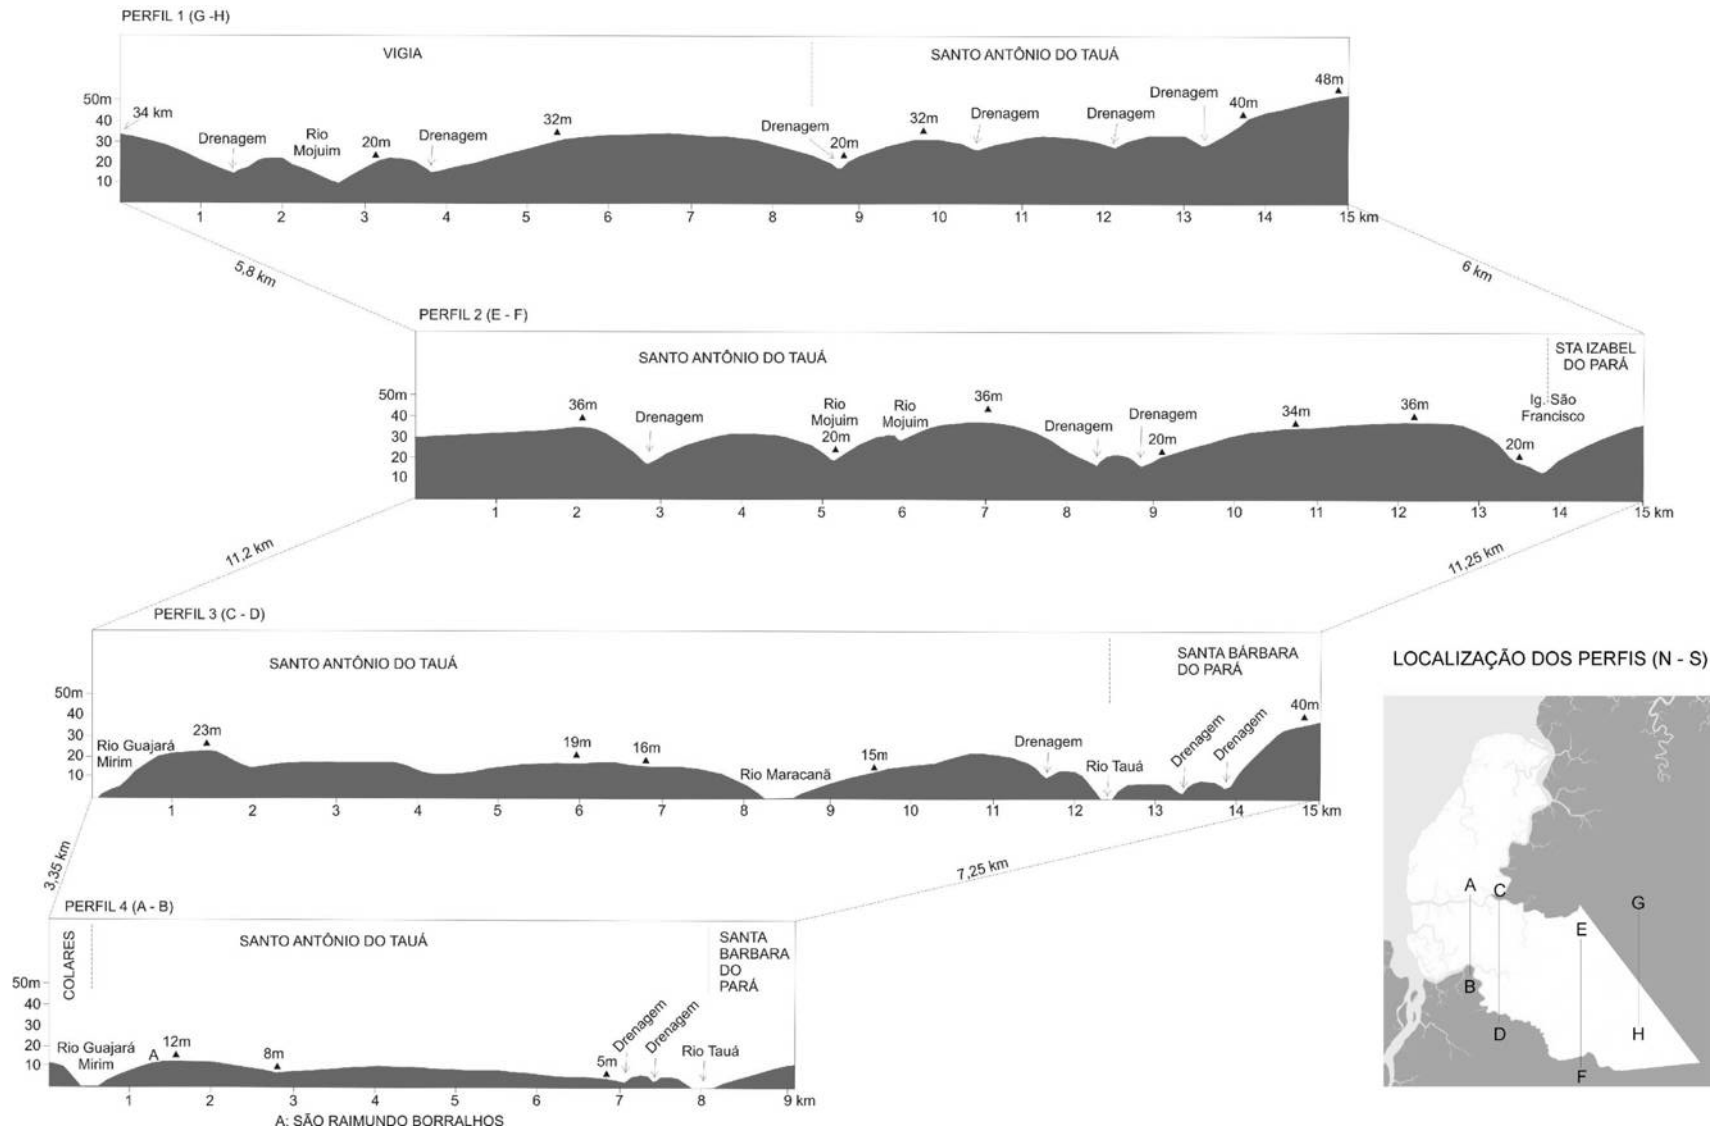 PERFIL 1 (G -H)
VIGIA
SANTO ANTÔNIO DO TAUÁ
50m
40
30
20
10
34 km
Drenagem
Rio
Mojuim
20m
Drenagem
32m
Drenagem
20m
32m
Drenagem
Drenagem
Drenagem
40m
48m
1 2 3 4 5 6 7 8 9 10 11 12 13 14 15 km
5,8 km
6 km
PERFIL 2 (E - F)
SANTO ANTÔNIO DO TAUÁ
STA IZABEL
DO PARÁ
50m
40
30
20
10
36m
Drenagem
Rio
Mojuim
20m
Rio
Mojuim
36m
Drenagem
Drenagem
20m
34m
36m
Ig. São
Francisco
20m
1 2 3 4 5 6 7 8 9 10 11 12 13 14 15 km
11,2 km
11,25 km
PERFIL 3 (C - D)
SANTO ANTÔNIO DO TAUÁ
SANTA BÁRBARA
DO PARÁ
50m
40
30
20
10
Rio Guajará
Mirim
23m
19m
16m
Rio Maracanã
15m
Drenagem
Rio Tauá
Drenagem
Drenagem
40m
1 2 3 4 5 6 7 8 9 10 11 12 13 14 15 km
3,35 km
7,25 km
PERFIL 4 (A - B)
COLARES
SANTO ANTÔNIO DO TAUÁ
SANTA
BARBARA
DO
PARÁ
50m
40
30
20
10
Rio Guajará
Mirim
A
12m
8m
5m
Drenagem
Drenagem
Rio Tauá
1 2 3 4 5 6 7 8 9 km
A: SÃO RAIMUNDO BORRALHOS
LOCALIZAÇÃO DOS PERFIS (N - S)
A
C
G
E
B
D
H
F